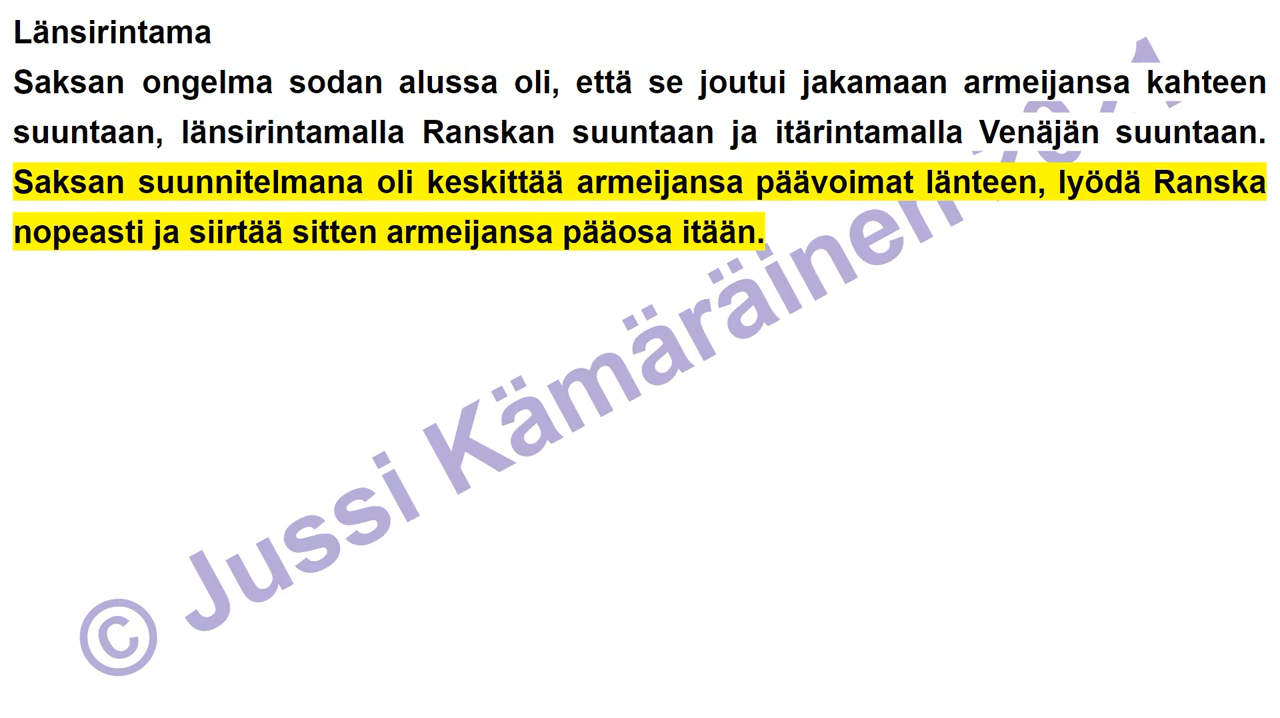 Länsirintama
Saksan ongelma sodan alussa oli, että se joutui jakamaan armeijansa kahteen
suuntaan, länsirintamalla Ranskan suuntaan ja itärintamalla Venäjän suuntaan.
Saksan suunnitelmana oli keskittää armeijansa päävoimat länteen, lyödä Ranska
nopeasti ja siirtää sitten armeijansa pääosa itään.
© Jussi Kämäräinen